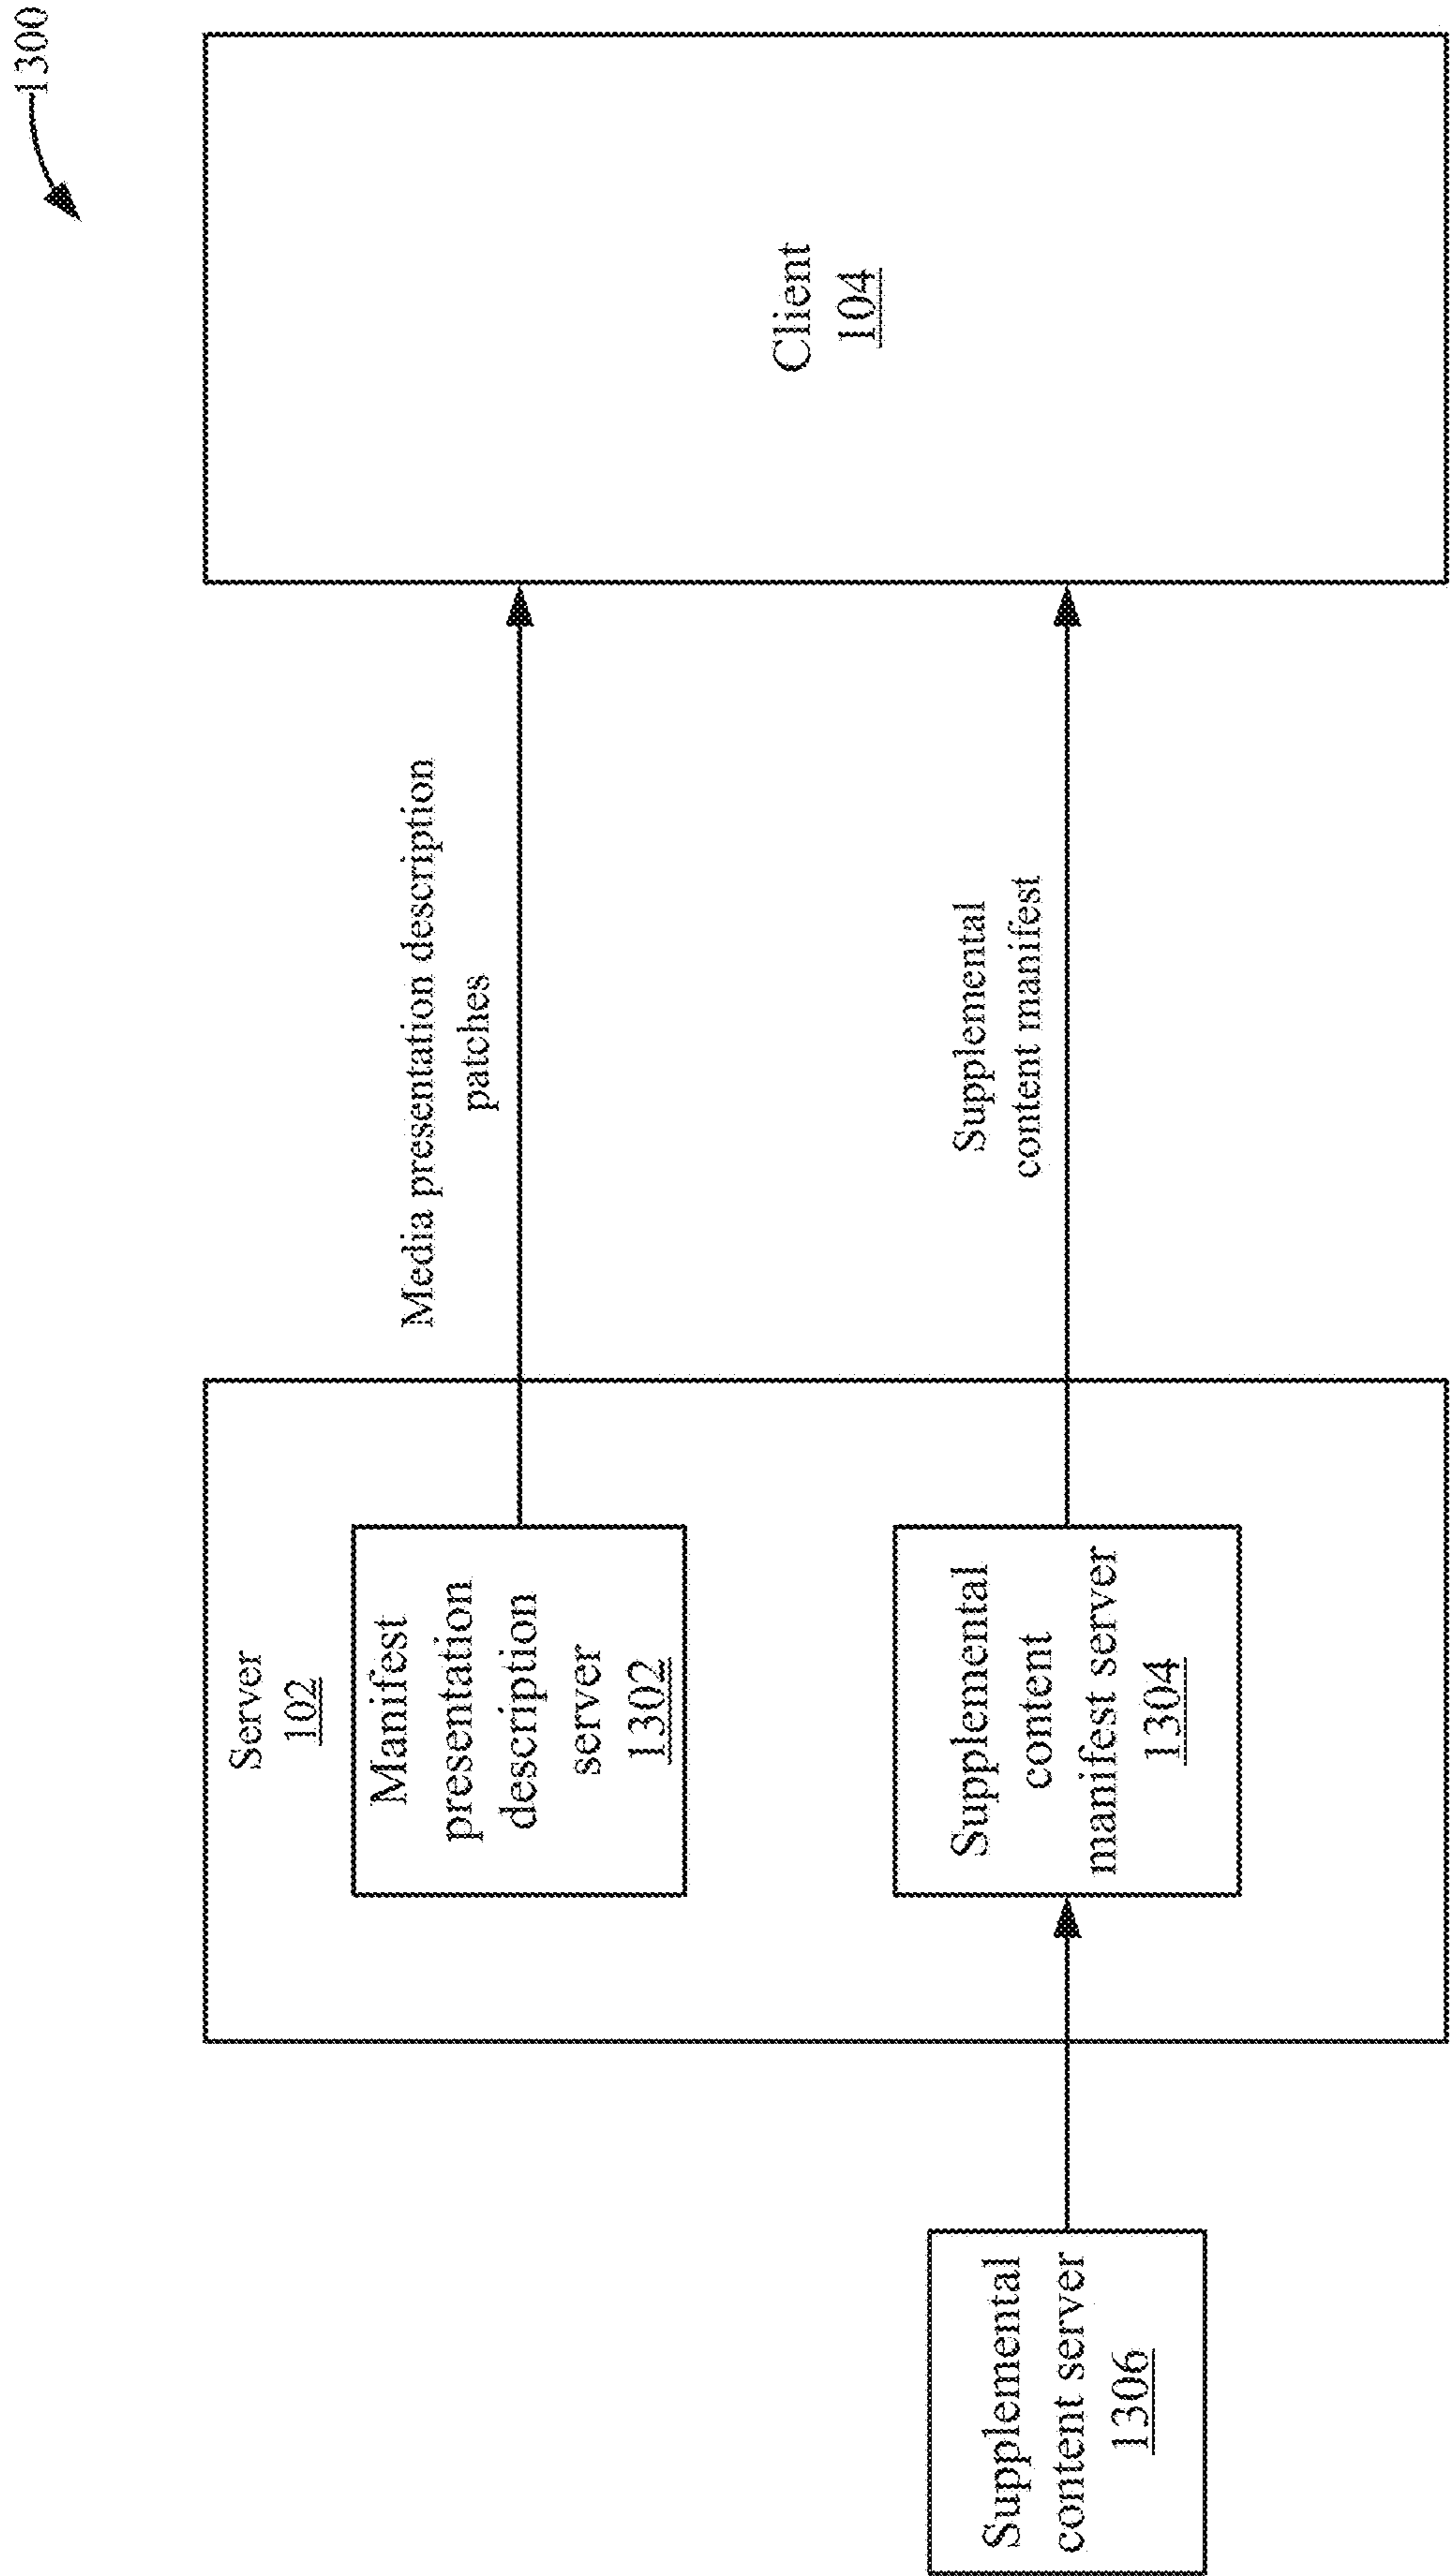 1300
Server
102
Manifest
presentation
description
server
1302
Media presentation description
patches
Client
104
Supplemental
content server
1306
Supplemental
content
manifest server
1304
Supplemental
content manifest